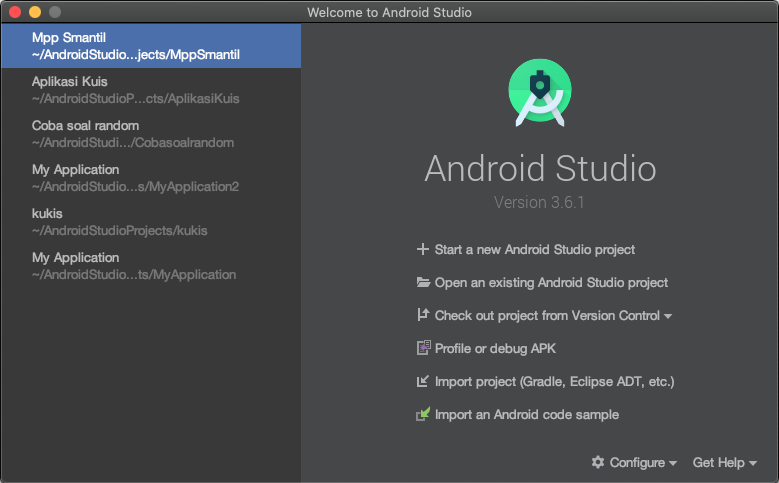 Welcome to Android Studio
Mpp Smantil
~/AndroidStudio...jects/MppSmantil
Aplikasi Kuis
~/AndroidStudioP...cts/AplikasiKuis
Coba soal random
~/AndroidStudi.../Cobasoalrandom
My Application
~/AndroidStudio...s/MyApplication2
kukis
~/AndroidStudioProjects/kukis
My Application
~/AndroidStudio...ts/MyApplication
Android Studio
Version 3.6.1
Start a new Android Studio project
Open an existing Android Studio project
Check out project from Version Control
Profile or debug APK
Import project (Gradle, Eclipse ADT, etc.)
Import an Android code sample
Configure Get Help